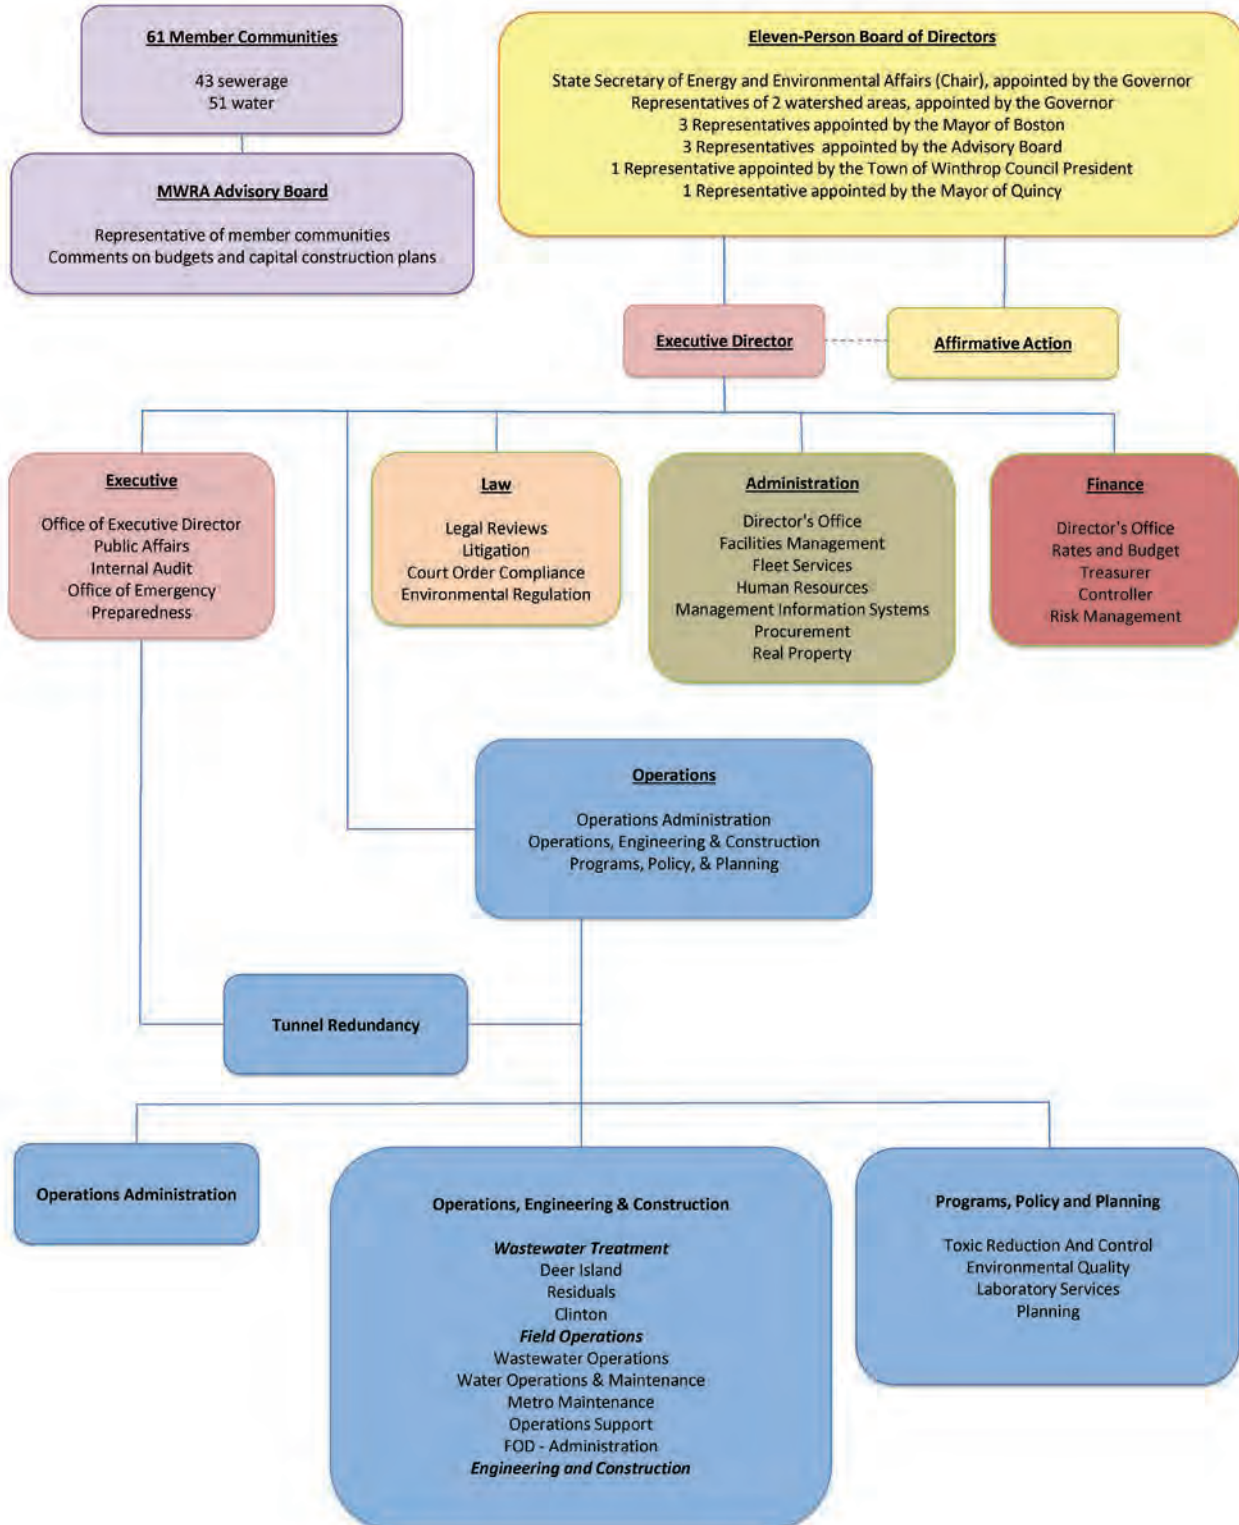 61 Member Communities
43 sewerage
51 water
MWRA Advisory Board
Representative of member communities
Comments on budgets and capital construction plans
Eleven-Person Board of Directors
State Secretary of Energy and Environmental Affairs (Chair), appointed by the Governor
Representatives of 2 watershed areas, appointed by the Governor
3 Representatives appointed by the Mayor of Boston
3 Representatives appointed by the Advisory Board
1 Representative appointed by the Town of Winthrop Council President
1 Representative appointed by the Mayor of Quincy
Executive Director
Affirmative Action
Executive
Office of Executive Director
Public Affairs
Internal Audit
Office of Emergency
Preparedness
Law
Legal Reviews
Litigation
Court Order Compliance
Environmental Regulation
Administration
Director's Office
Facilities Management
Fleet Services
Human Resources
Management Information Systems
Procurement
Real Property
Finance
Director's Office
Rates and Budget
Treasurer
Controller
Risk Management
Operations
Operations Administration
Operations, Engineering & Construction
Programs, Policy, & Planning
Tunnel Redundancy
Operations Administration
Operations, Engineering & Construction
Wastewater Treatment
Deer Island
Residuals
Clinton
Field Operations
Wastewater Operations
Water Operations & Maintenance
Metro Maintenance
Operations Support
FOD - Administration
Engineering and Construction
Programs, Policy and Planning
Toxic Reduction And Control
Environmental Quality
Laboratory Services
Planning